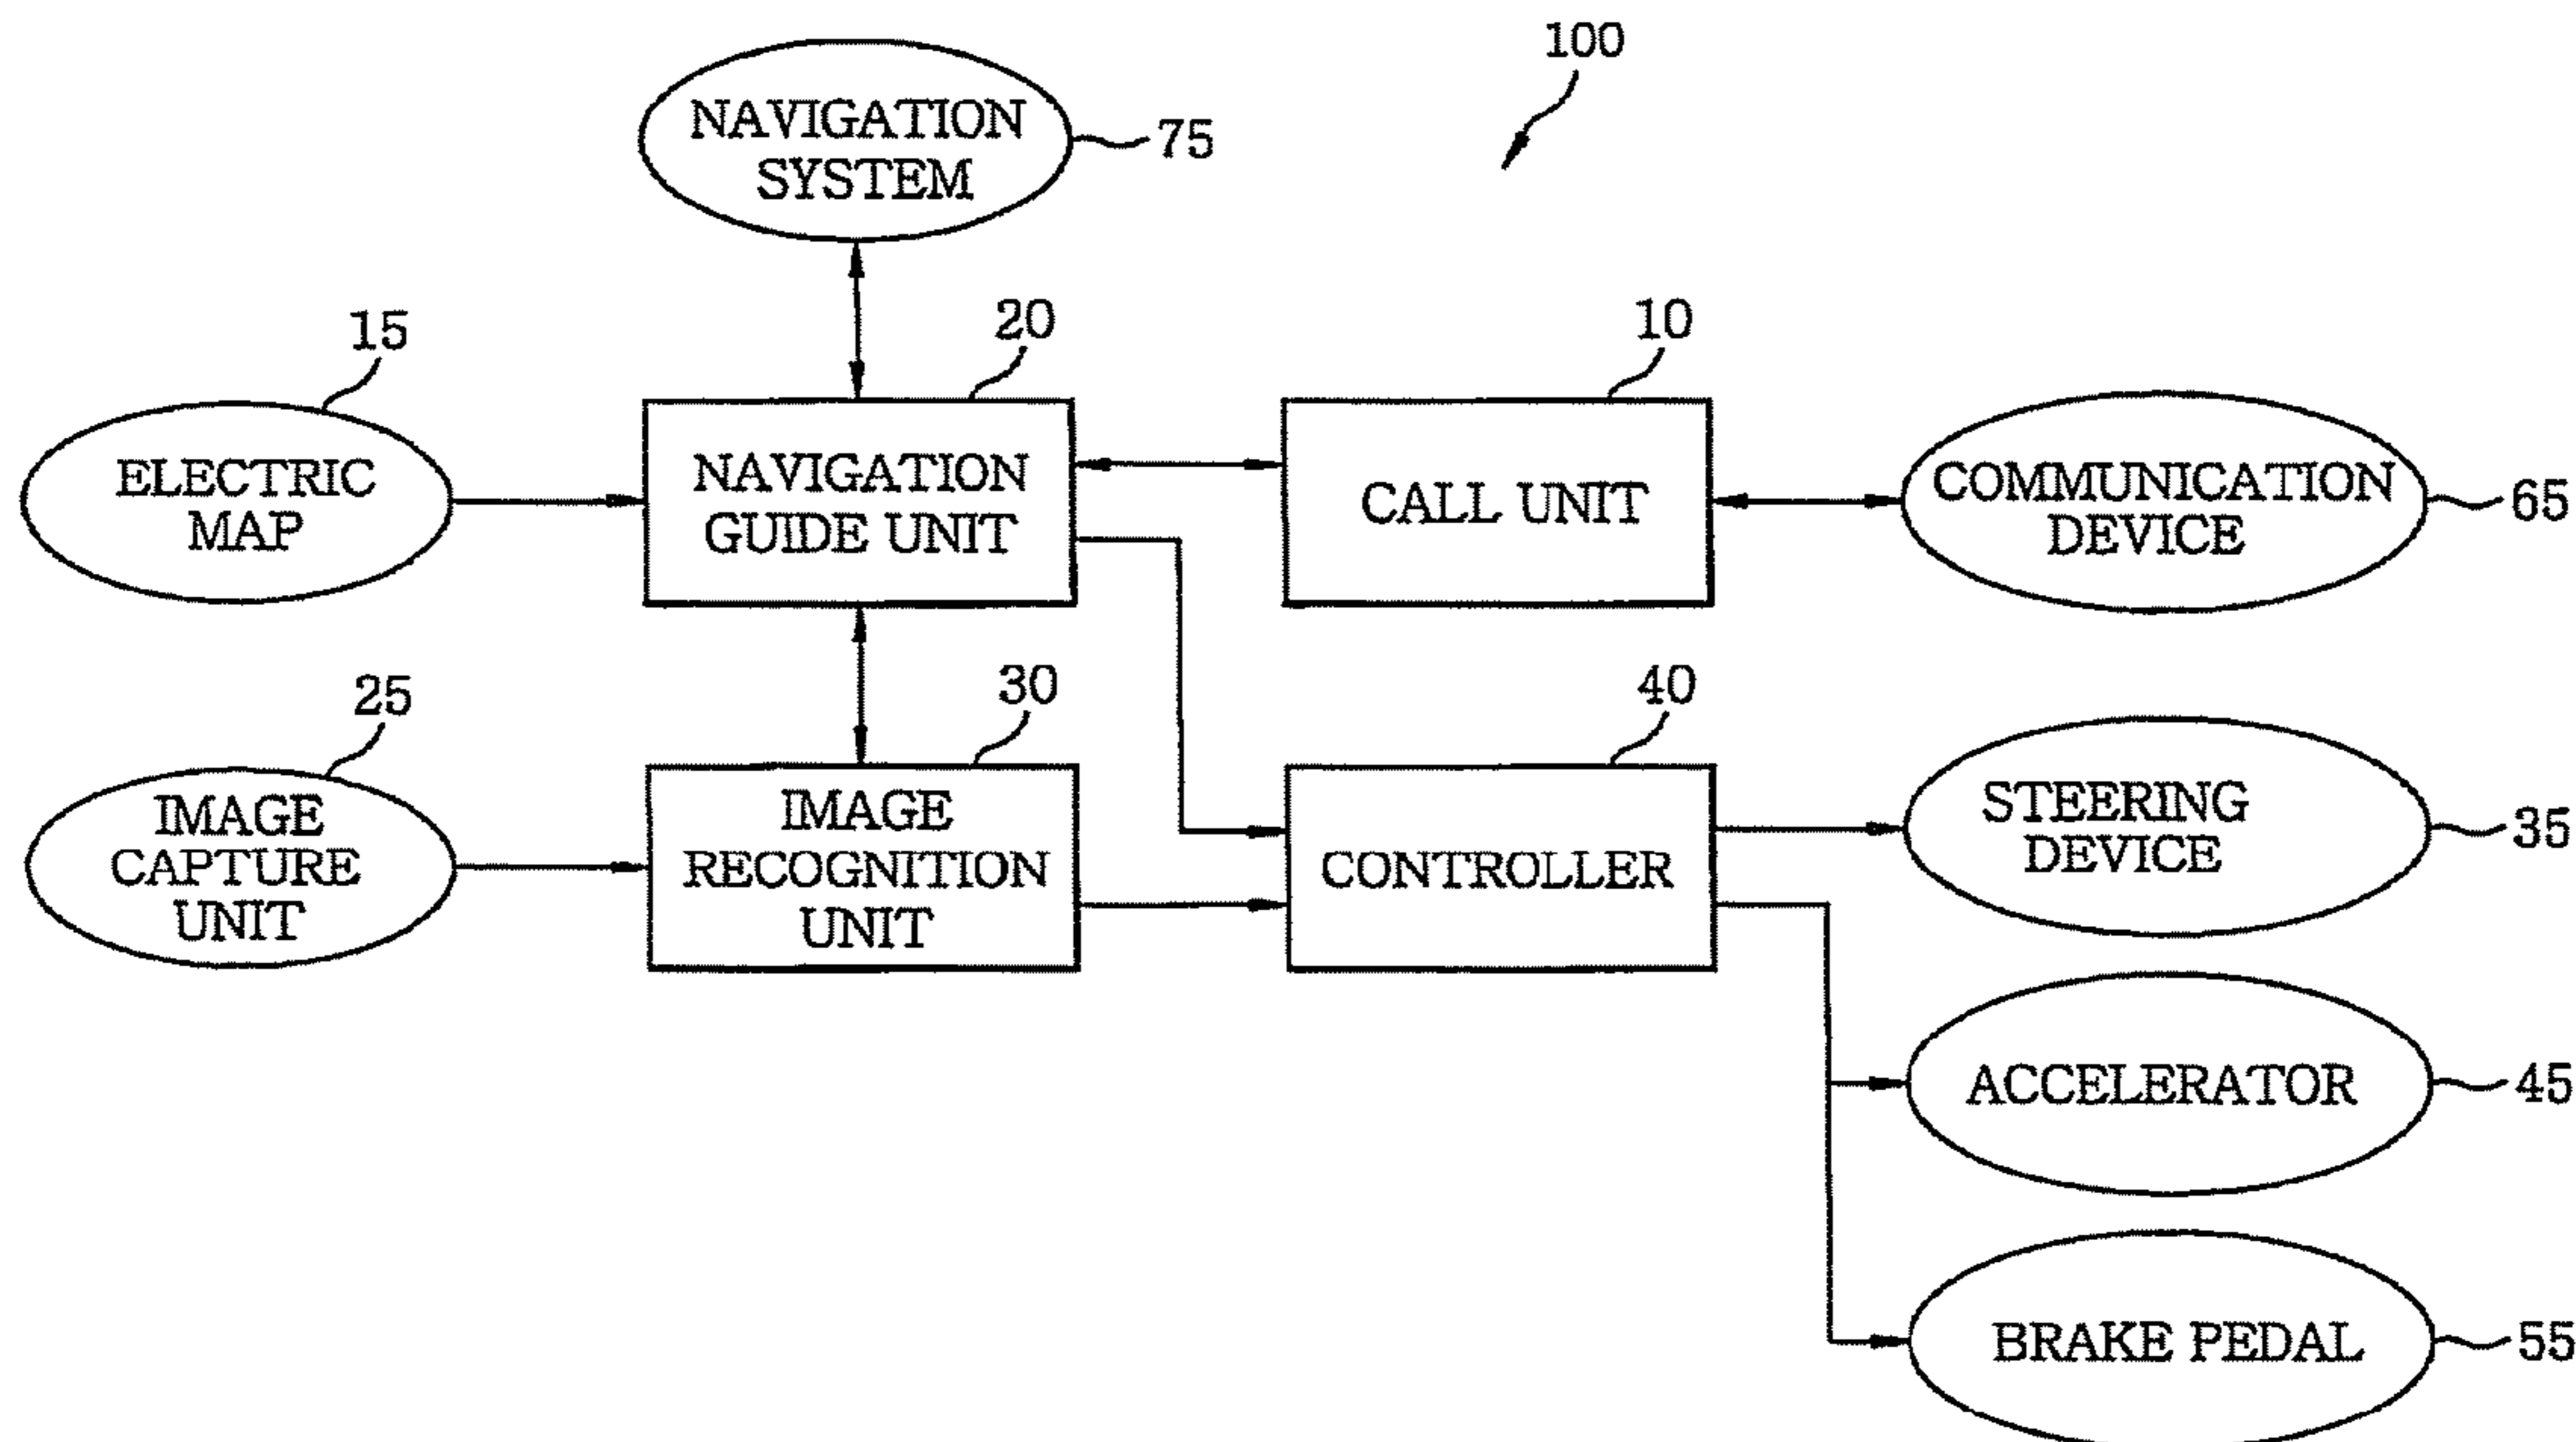 100
NAVIGATION
SYSTEM
75
15
20
10
ELECTRIC
MAP
NAVIGATION
GUIDE UNIT
CALL UNIT
COMMUNICATION
DEVICE
65
25
30
40
IMAGE
CAPTURE
UNIT
IMAGE
RECOGNITION
UNIT
CONTROLLER
STEERING
DEVICE
35
ACCELERATOR
45
BRAKE PEDAL
55